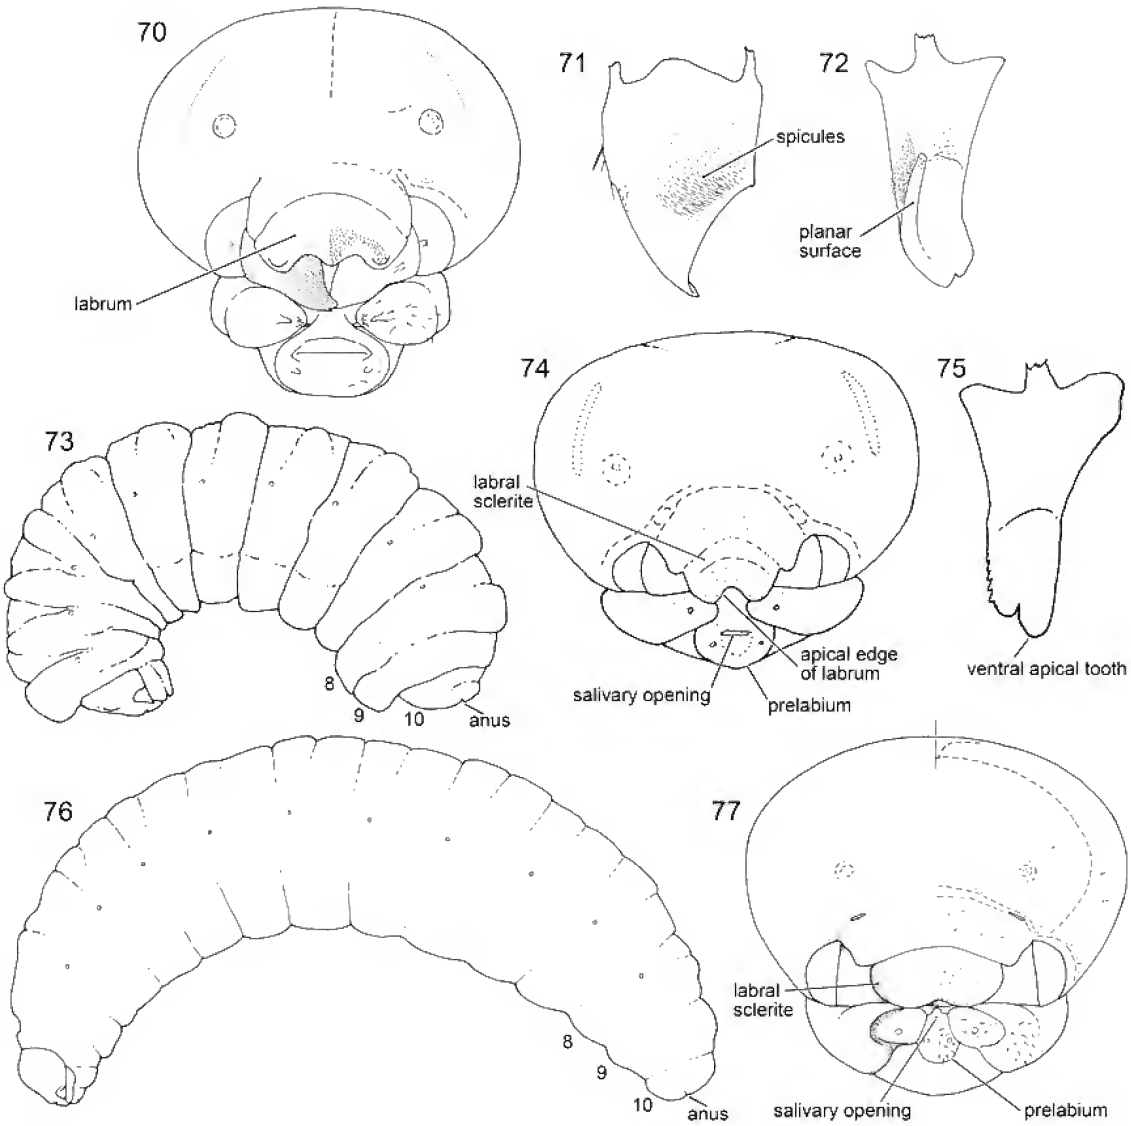 70
71
72
spicules
planar
surface
labrum
73
74
75
labral
sclerite
apical edge
of labrum
salivary opening
prelabium
ventral apical tooth
8
9
10
anus
76
77
labral
sclerite
8
9
10
anus
salivary opening
prelabium